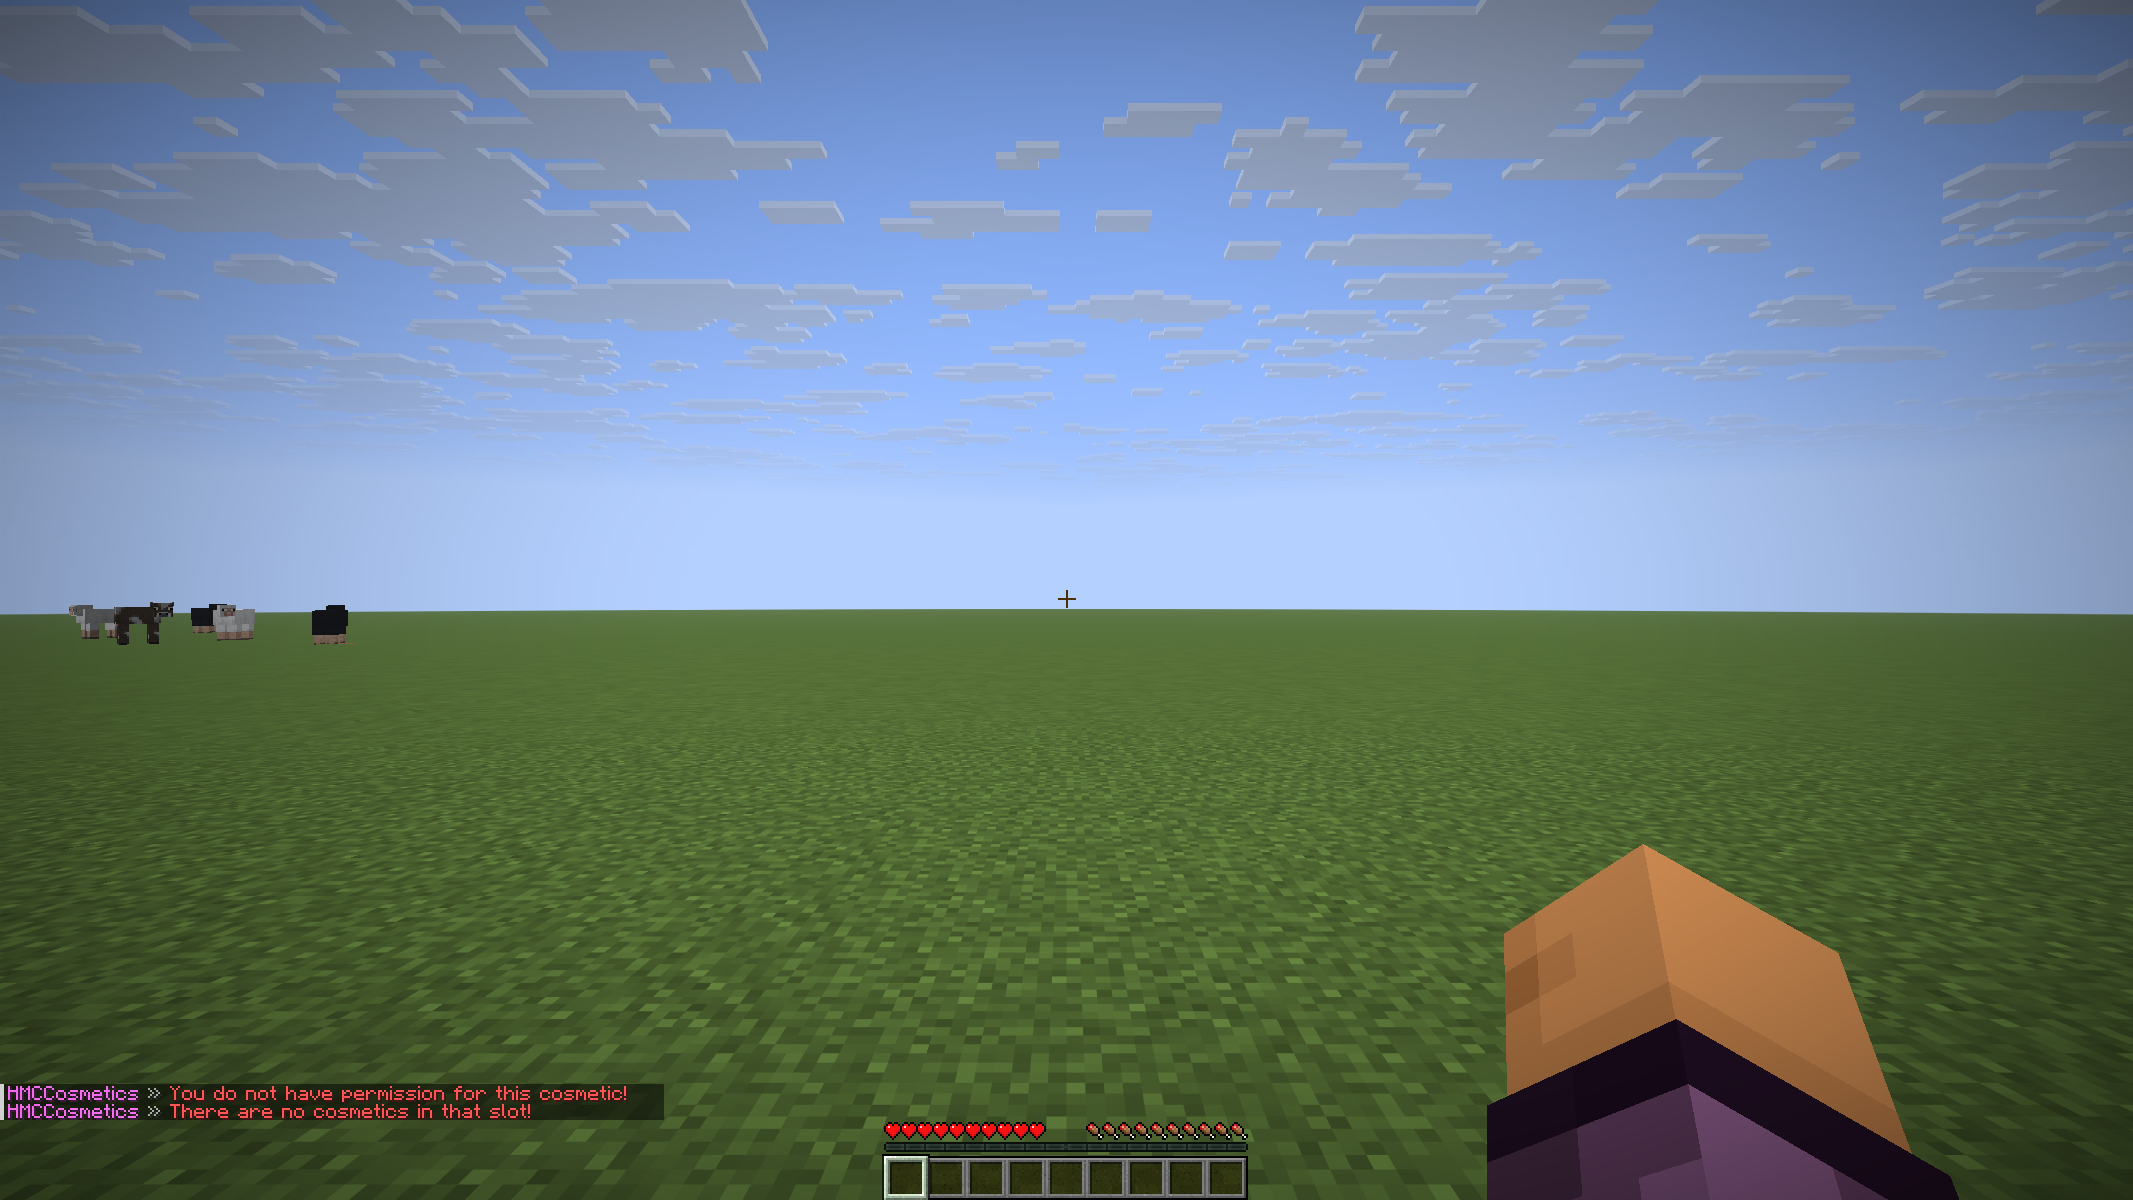 HMCCosmetics » You do not have permission for this cosmetic!
HMCCosmetics » There are no cosmetics in that slot!